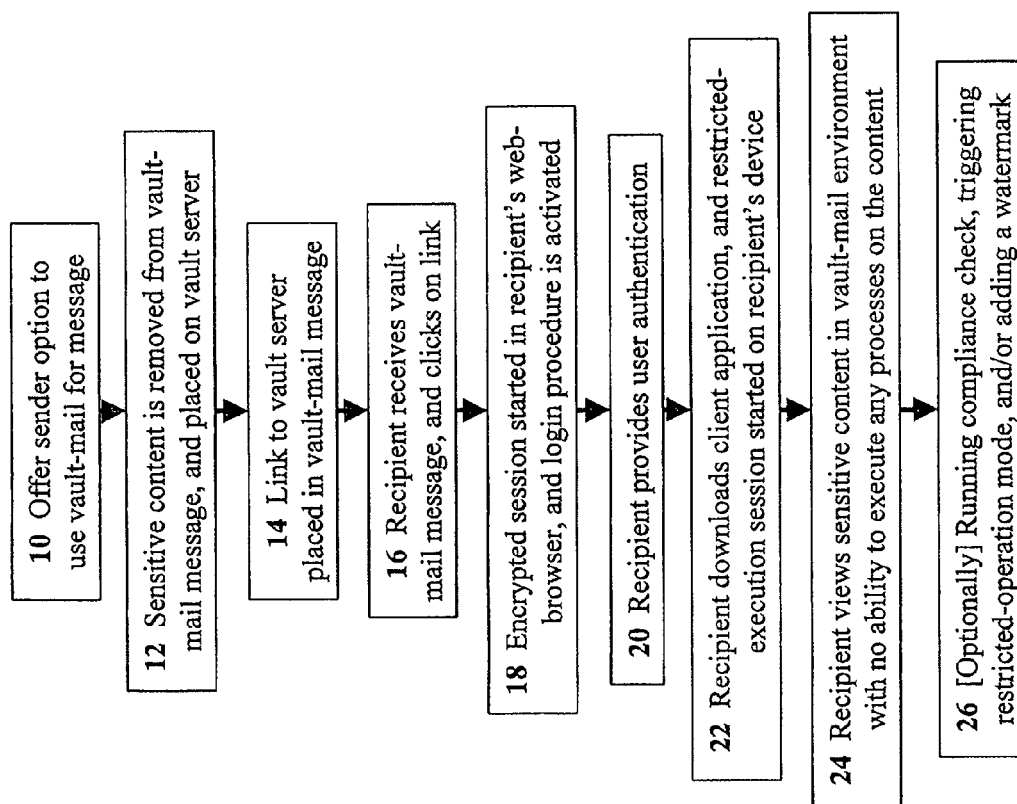 10 Offer sender option to
use vault-mail for message
12 Sensitive content is removed from vault-
mail message, and placed on vault server
14 Link to vault server
placed in vault-mail message
16 Recipient receives vault-
mail message, and clicks on link
18 Encrypted session started in recipient's web-
browser, and login procedure is activated
20 Recipient provides user authentication
22 Recipient downloads client application, and restricted-
execution session started on recipient's device
24 Recipient views sensitive content in vault-mail environment
with no ability to execute any processes on the content
26 [Optionally] Running compliance check, triggering
restricted-operation mode, and/or adding a watermark